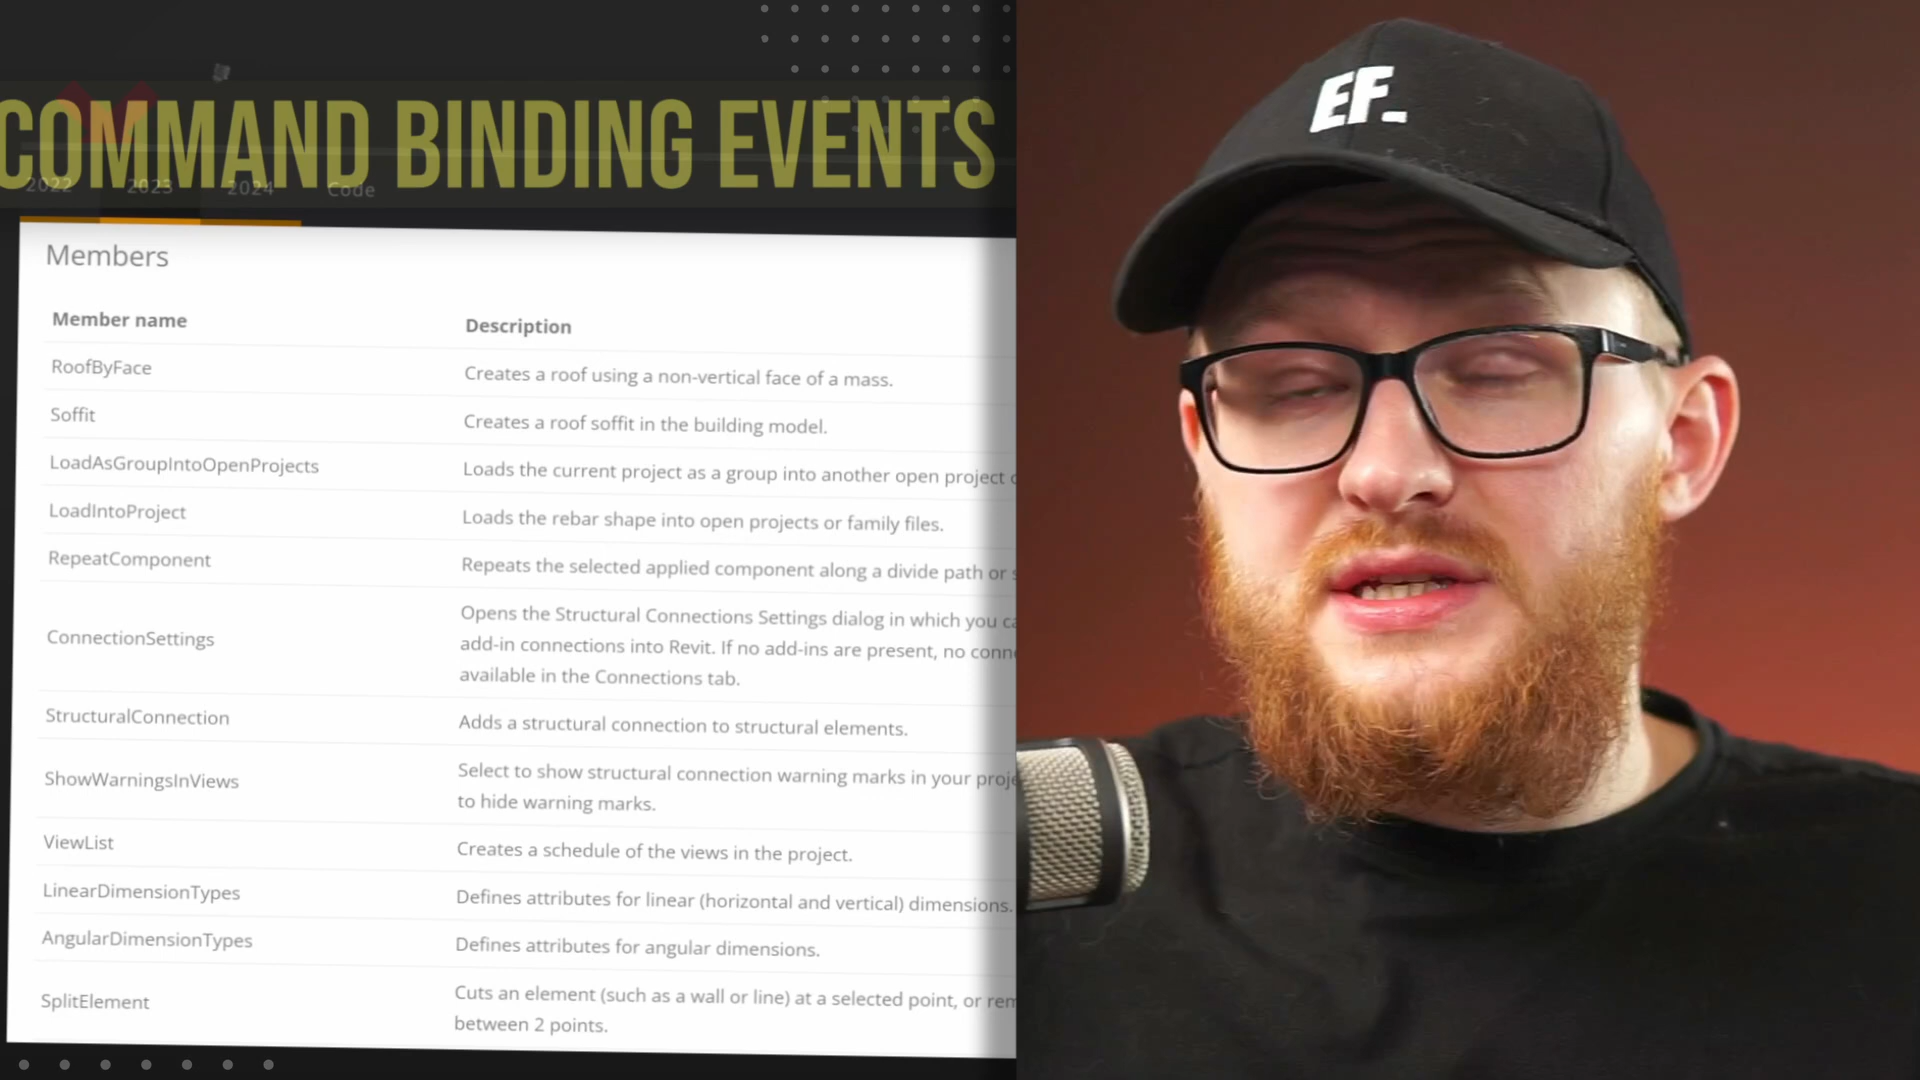 COMMAND BINDING EVENTS
2022 2023 2024 Code
Members
Member name Description
RoofByFace Creates a roof using a non-vertical face of a mass.
Soffit Creates a roof soffit in the building model.
LoadAsGroupIntoOpenProjects Loads the current project as a group into another open project
LoadIntoProject Loads the rebar shape into open projects or family files.
RepeatComponent Repeats the selected applied component along a divide path or
ConnectionSettings Opens the Structural Connections Settings dialog in which you
add-in connections into Revit. If no add-ins are present, no
available in the Connections tab.
StructuralConnection Adds a structural connection to structural elements.
ShowWarningsInViews Select to show structural connection warning marks in your
to hide warning marks.
ViewList Creates a schedule of the views in the project.
LinearDimensionTypes Defines attributes for linear (horizontal and vertical) dimensions.
AngularDimensionTypes Defines attributes for angular dimensions.
SplitElement Cuts an element (such as a wall or line) at a selected point, or
between 2 points.
EF_